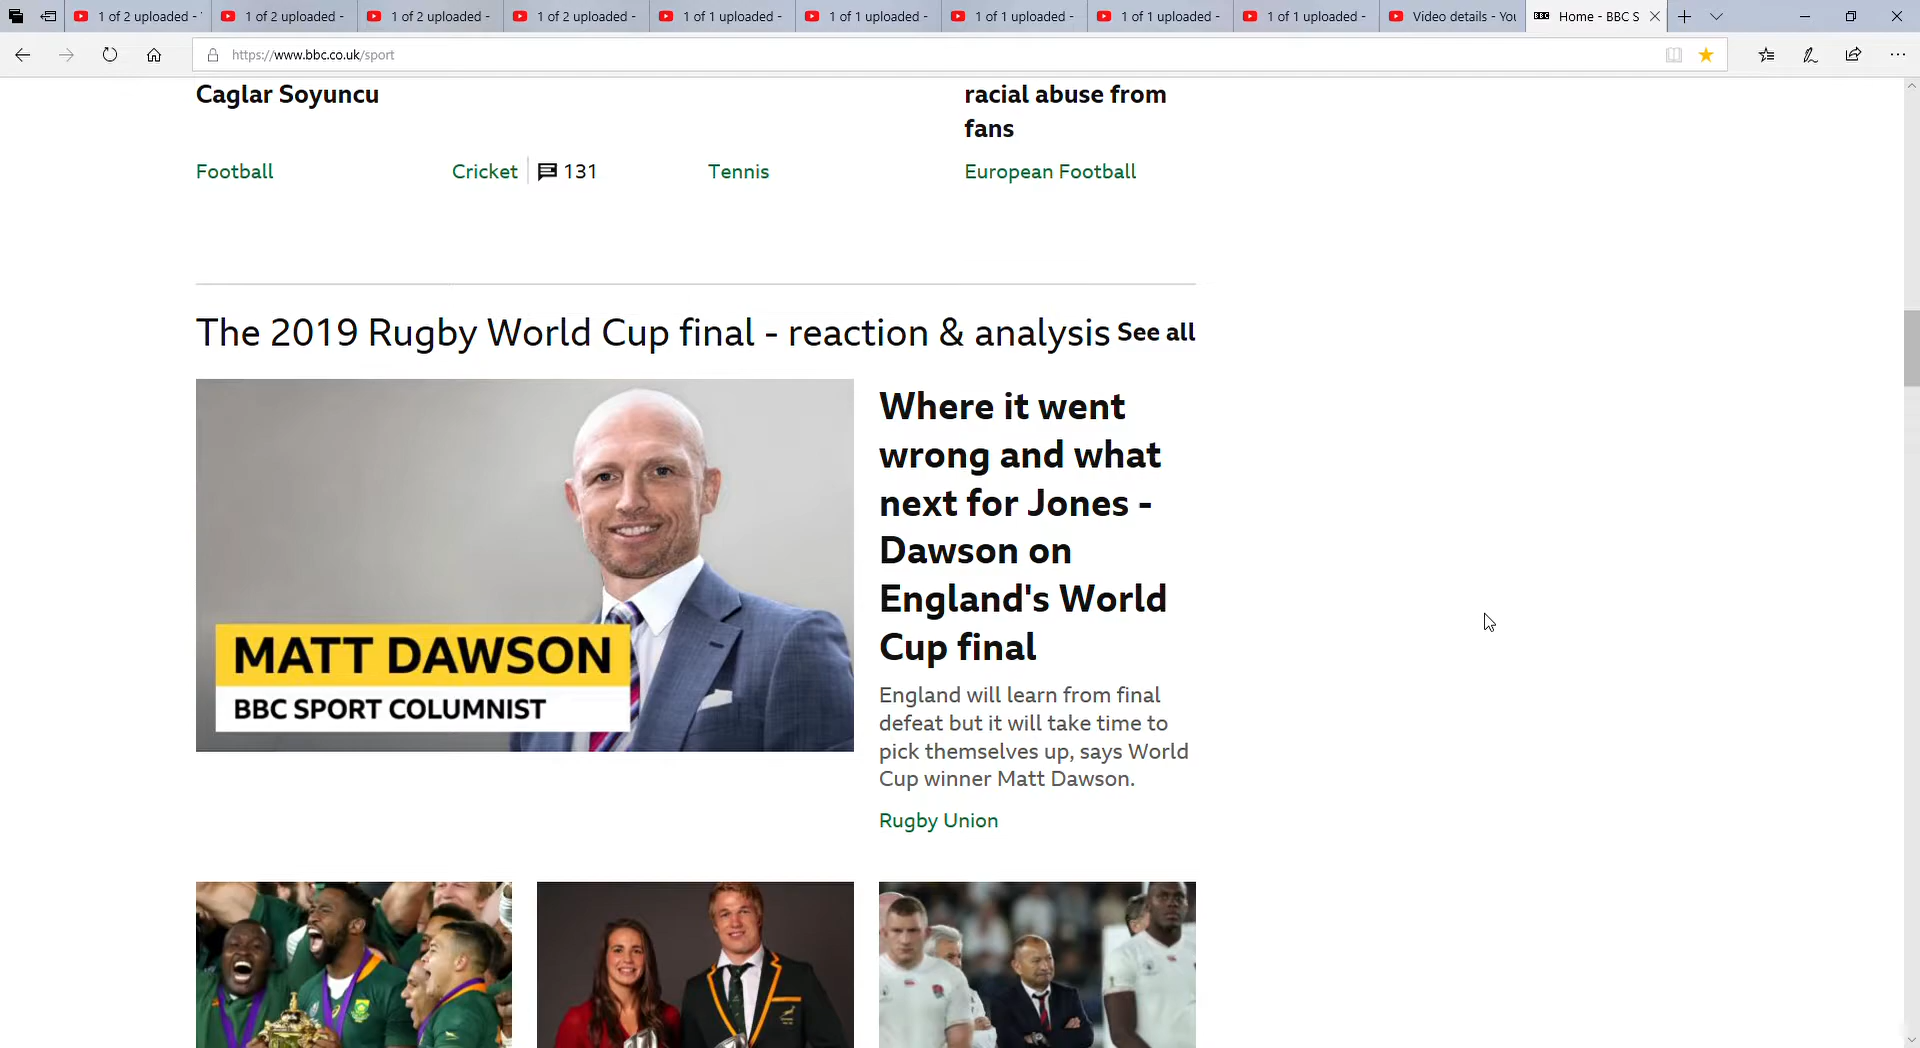 1 of 2 uploaded -
1 of 2 uploaded -
1 of 2 uploaded -
1 of 2 uploaded -
1 of 1 uploaded -
1 of 1 uploaded -
1 of 1 uploaded -
1 of 1 uploaded -
1 of 1 uploaded -
Video details - You
BBC Home - BBC S
https://www.bbc.co.uk/sport
Caglar Soyuncu
racial abuse from
fans
Football
Cricket 131
Tennis
European Football
The 2019 Rugby World Cup final - reaction & analysis See all
Where it went
wrong and what
next for Jones -
Dawson on
England's World
Cup final
MATT DAWSON
BBC SPORT COLUMNIST
England will learn from final
defeat but it will take time to
pick themselves up, says World
Cup winner Matt Dawson.
Rugby Union